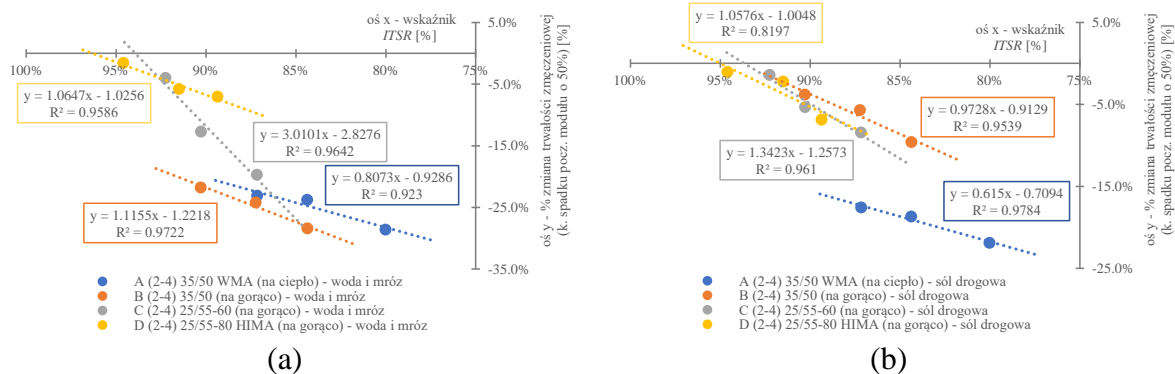 oś x - wskaźnik
ITSR [%]
5.0%
-5.0%
-15.0%
-25.0%
-35.0%
100%
95%
90%
85%
80%
75%
oś y - % zmiana trwałości zmęczeniowej
(k. spadku pocz. modułu o 50%) [%]
y = 1.0647x - 1.0256
R² = 0.9586
y = 3.0101x - 2.8276
R² = 0.9642
y = 0.8073x - 0.9286
R² = 0.923
y = 1.1155x - 1.2218
R² = 0.9722
A (2-4) 35/50 WMA (na ciepło) - woda i mróz
B (2-4) 35/50 (na gorąco) - woda i mróz
C (2-4) 25/55-60 (na gorąco) - woda i mróz
D (2-4) 25/55-80 HIMA (na gorąco) - woda i mróz
(a)
y = 1.0576x - 1.0048
R² = 0.8197
oś x - wskaźnik
ITSR [%]
5.0%
-5.0%
-15.0%
-25.0%
100%
95%
90%
85%
80%
75%
oś y - % zmiana trwałości zmęczeniowej
(k. spadku pocz. modułu o 50%) [%]
y = 0.9728x - 0.9129
R² = 0.9539
y = 1.3423x - 1.2573
R² = 0.961
y = 0.615x - 0.7094
R² = 0.9784
A (2-4) 35/50 WMA (na ciepło) - sól drogowa
B (2-4) 35/50 (na gorąco) - sól drogowa
C (2-4) 25/55-60 (na gorąco) - sól drogowa
D (2-4) 25/55-80 HIMA (na gorąco) - sól drogowa
(b)